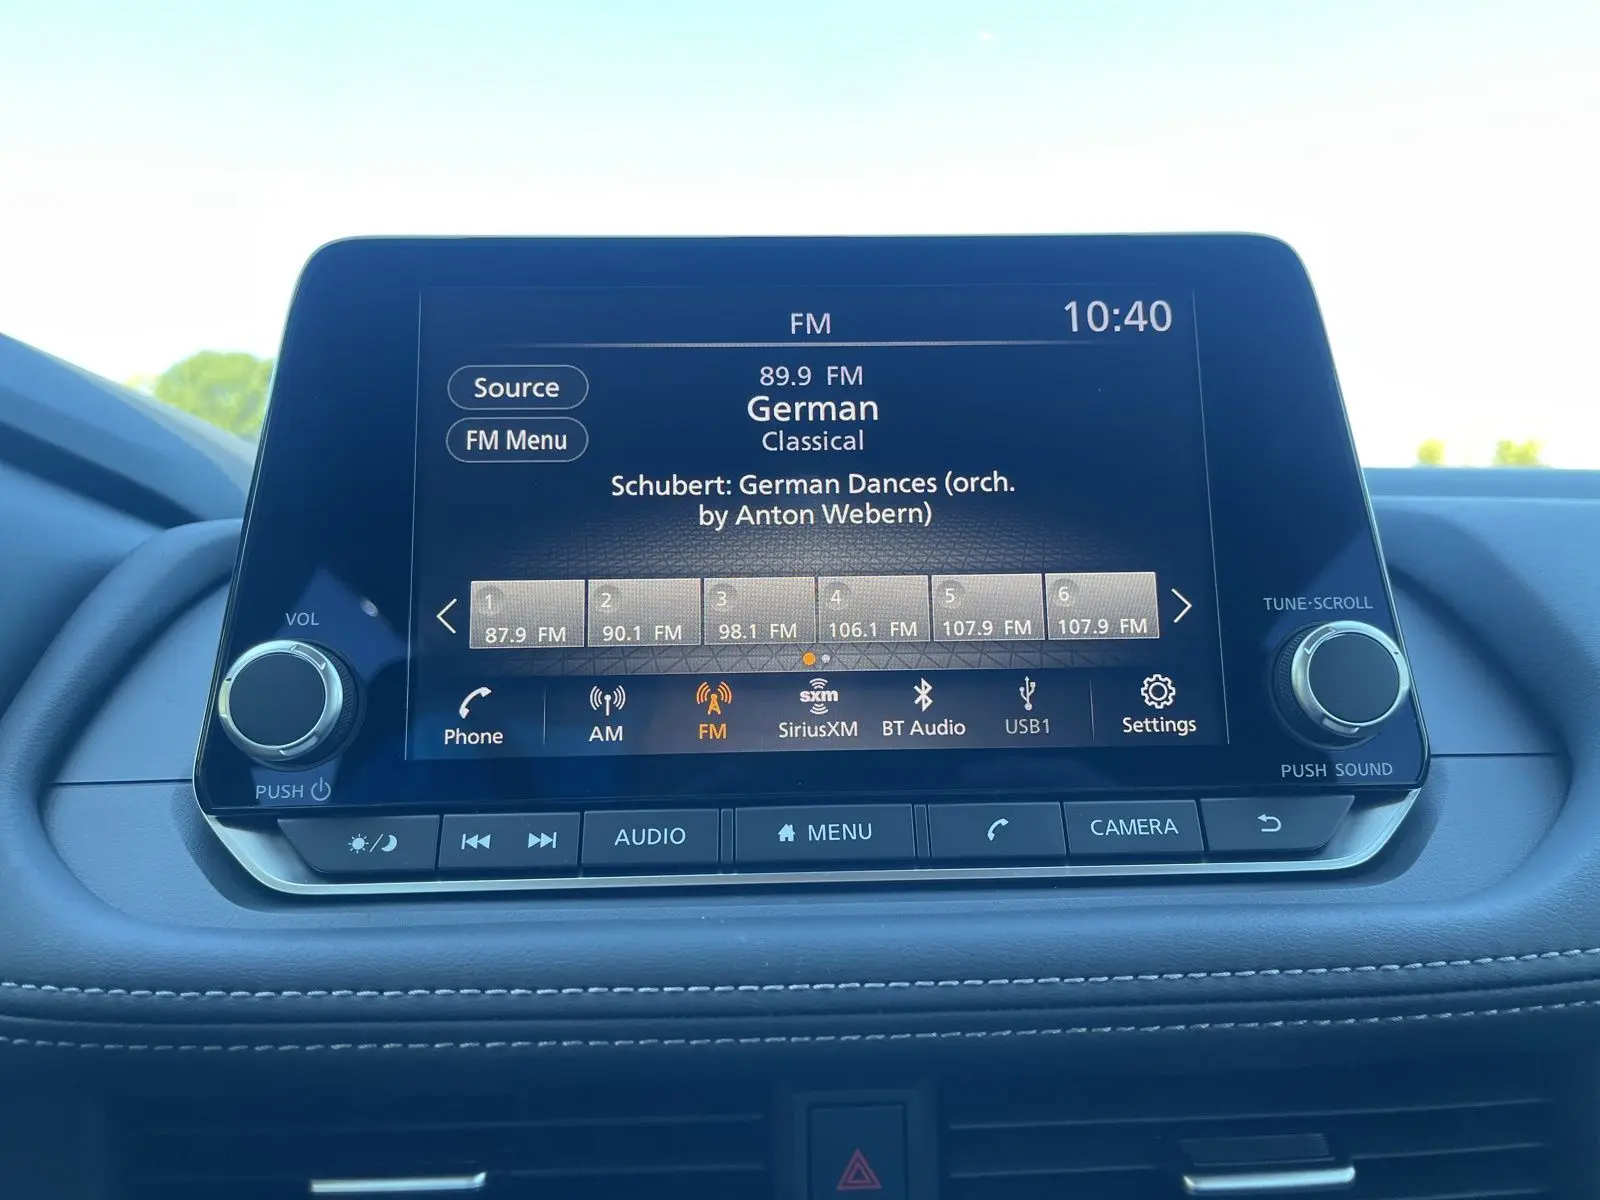 FM
10:40
Source
FM Menu
89.9 FM
German
Classical
Schubert: German Dances (orch.
by Anton Webern)
1
87.9 FM
2
90.1 FM
3
98.1 FM
4
106.1 FM
5
107.9 FM
6
107.9 FM
Phone
AM
FM
sxm
SiriusXM
BT Audio
USB1
Settings
VOL
PUSH
TUNE·SCROLL
PUSH SOUND
AUDIO
MENU
CAMERA